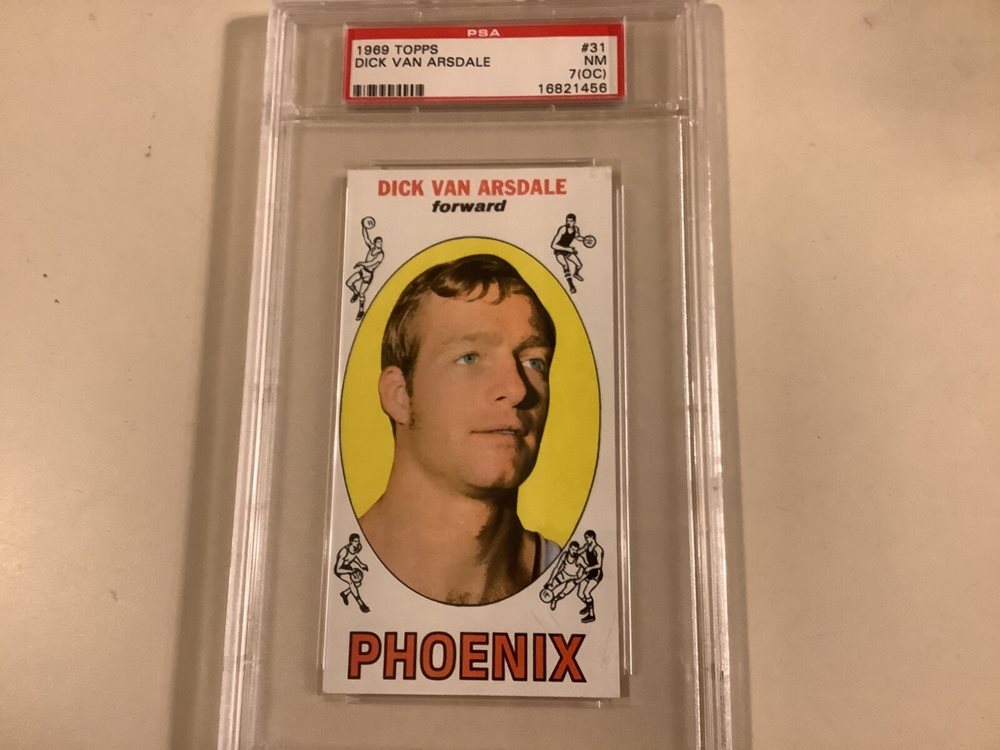 PSA
1969 TOPPS #31
DICK VAN ARSDALE NM
7(OC)
16821456
DICK VAN ARSDALE
forward
PHOENIX